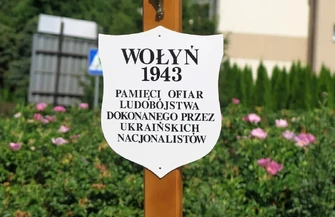 WOŁYŃ
1943
PAMIĘCI OFIAR
LUDOBÓJSTWA
DOKONANEGO PRZEZ
UKRAIŃSKICH
NACJONALISTÓW